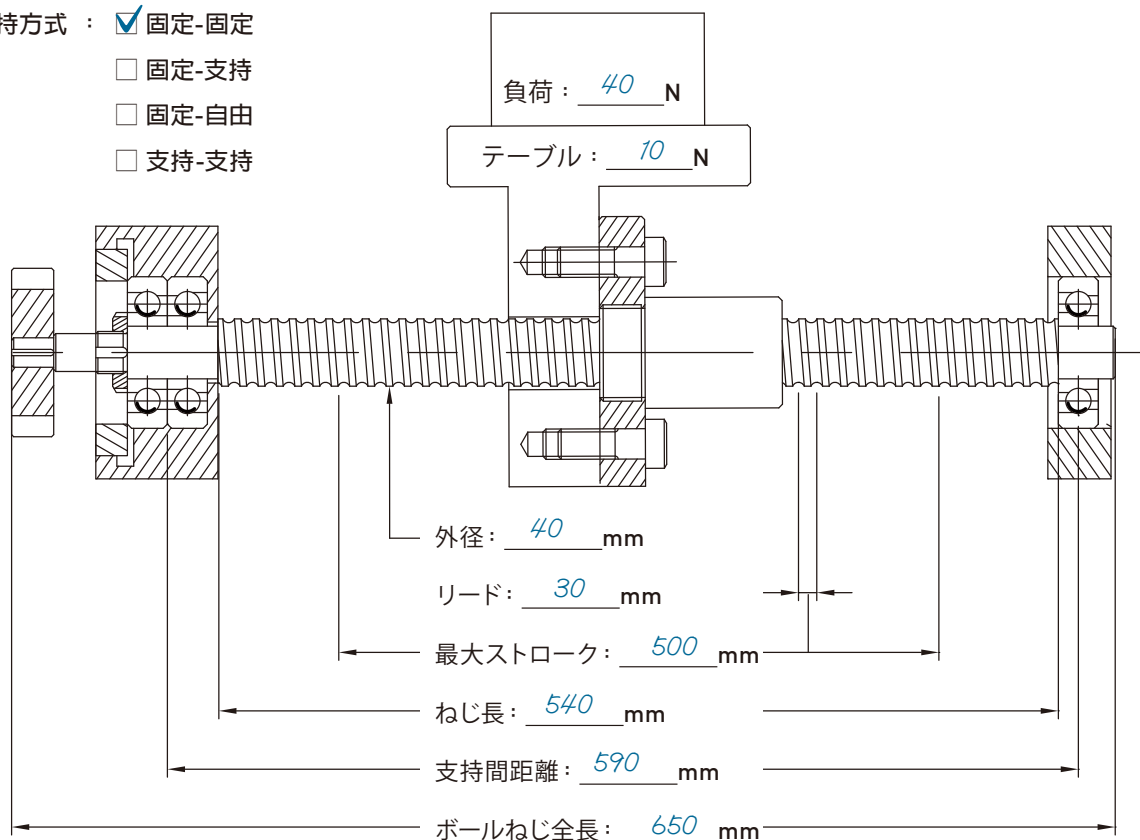 持方式 : 固定-固定
固定-支持
固定-自由
支持-支持
負荷: 40 N
テーブル: 10 N
外径: 40 mm
リード: 30 mm
最大ストローク: 500 mm
ねじ長: 540 mm
支持間距離: 590 mm
ボールねじ全長: 650 mm